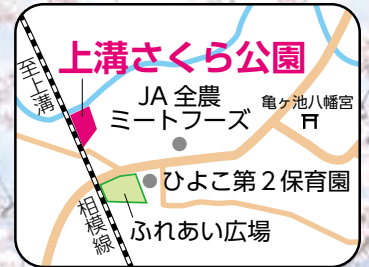 上溝さくら公園
至上溝
JA 全農
ミートフーズ
亀ヶ池八幡宮
ひよこ第2保育園
相模線
ふれあい広場